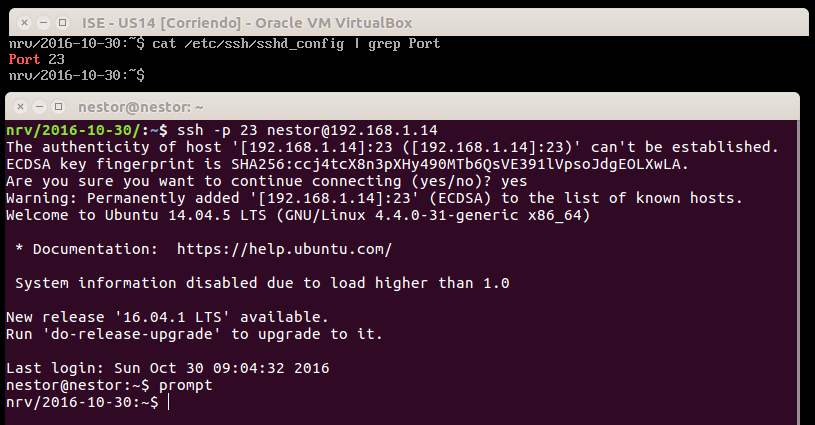 ISE - US14 [Corriendo] - Oracle VM VirtualBox
nrv/2016-10-30:~$ cat /etc/ssh/sshd_config | grep Port
Port 23
nrv/2016-10-30:~$
nestor@nestor: ~
nrv/2016-10-30/:~$ ssh -p 23 nestor@192.168.1.14
The authenticity of host '[192.168.1.14]:23 ([192.168.1.14]:23)' can't be established.
ECDSA key fingerprint is SHA256:ccj4tcX8n3pXHy490MTb6QsVE391lVpsoJdgEOLXwLA.
Are you sure you want to continue connecting (yes/no)? yes
Warning: Permanently added '[192.168.1.14]:23' (ECDSA) to the list of known hosts.
Welcome to Ubuntu 14.04.5 LTS (GNU/Linux 4.4.0-31-generic x86_64)
* Documentation:  https://help.ubuntu.com/
System information disabled due to load higher than 1.0
New release '16.04.1 LTS' available.
Run 'do-release-upgrade' to upgrade to it.
Last login: Sun Oct 30 09:04:32 2016
nestor@nestor:~$ prompt
nrv/2016-10-30:~$